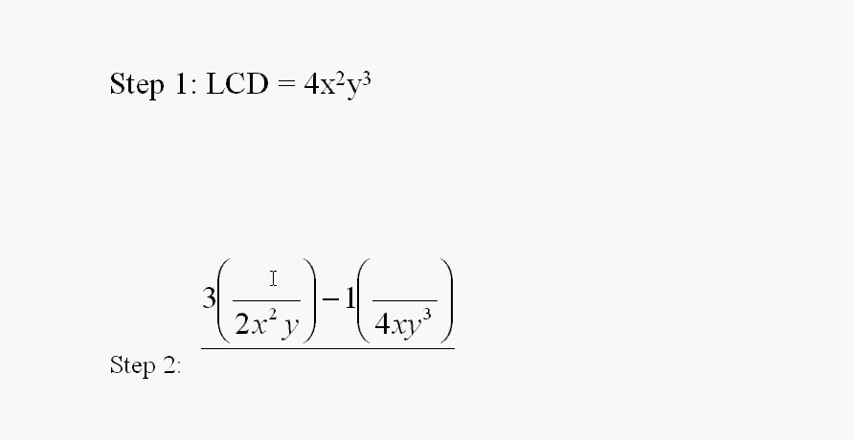 Step 1: LCD = 4x²y³
Step 2: 3( /2x²y) – 1( /4xy³)